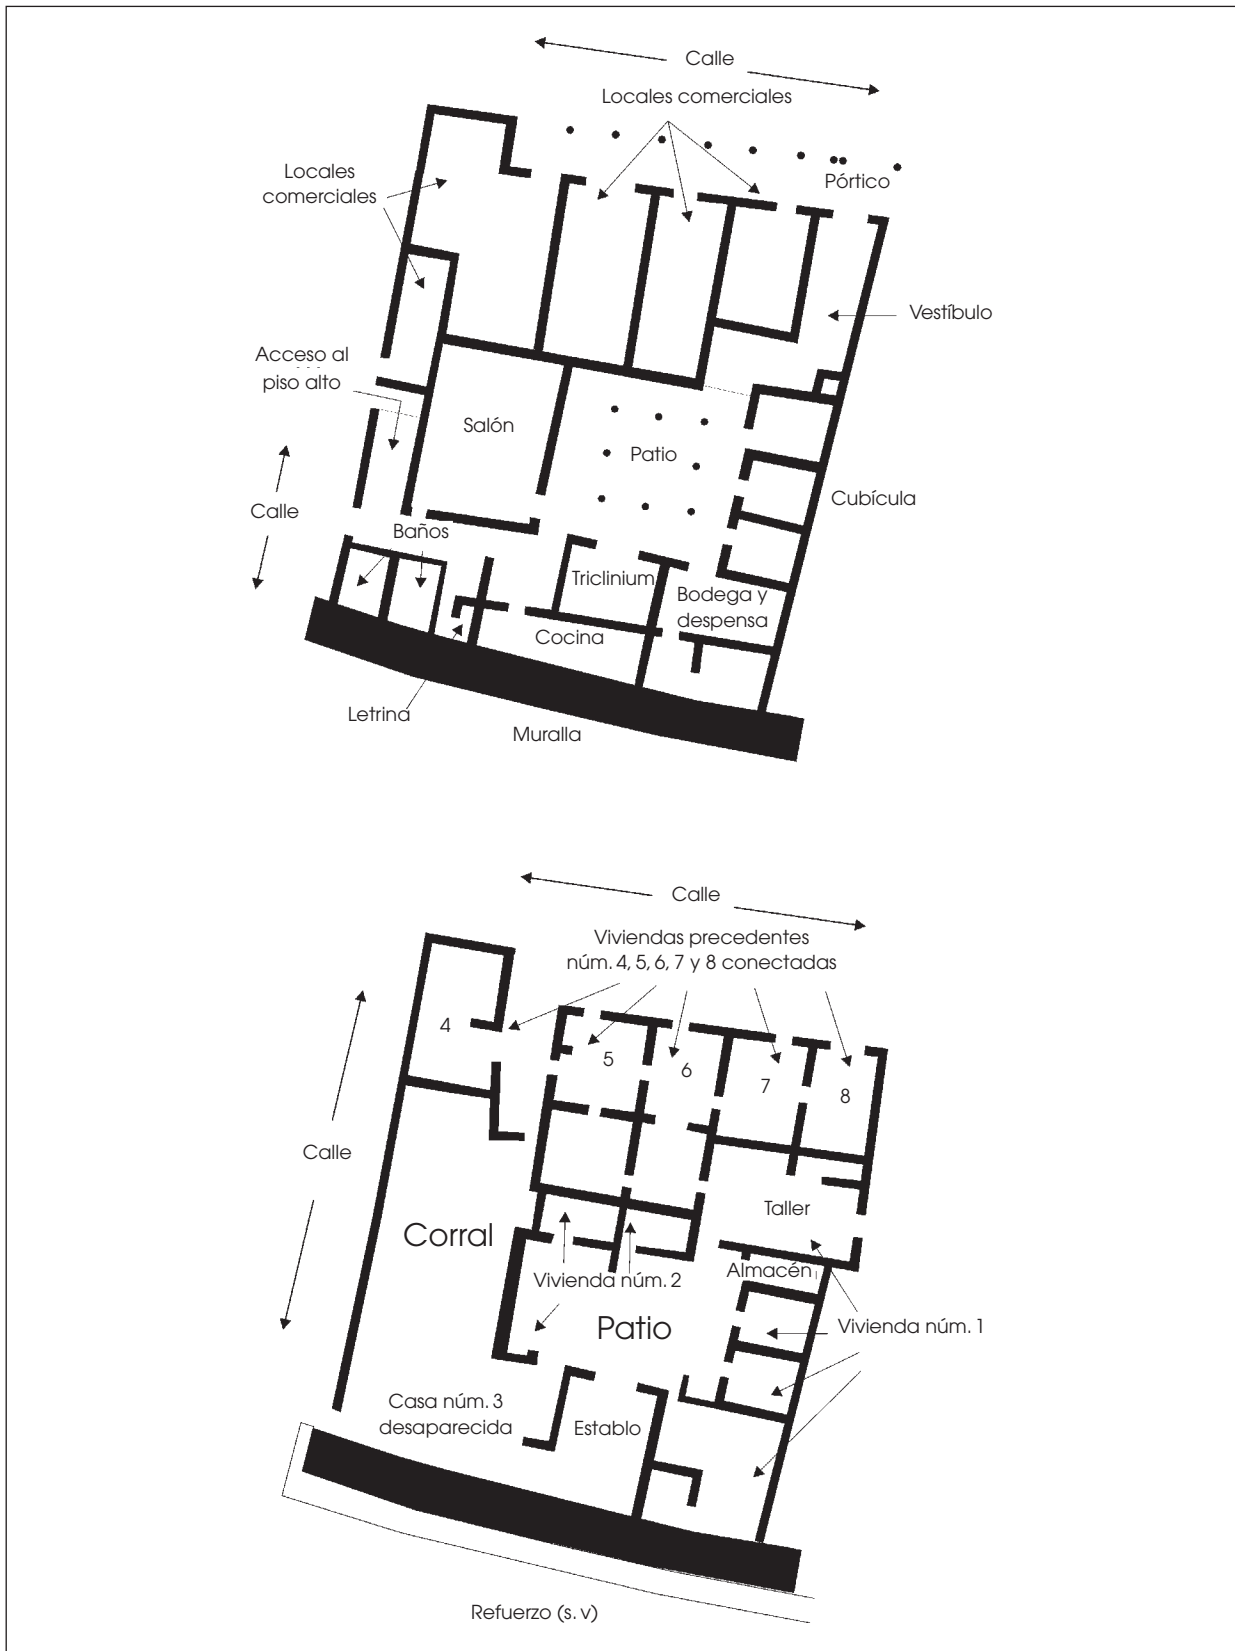 Calle
Locales comerciales
Locales
comerciales
Pórtico
Vestíbulo
Acceso al
piso alto
Salón
Patio
Cubícula
Calle
Baños
Triclinium
Bodega y
despensa
Cocina
Letrina
Muralla
Calle
Viviendas precedentes
núm. 4, 5, 6, 7 y 8 conectadas
4
5
6
7
8
Calle
Taller
Corral
Almacén
Vivienda núm. 2
Patio
Vivienda núm. 1
Casa núm. 3
desaparecida
Establo
Refuerzo (s. v)